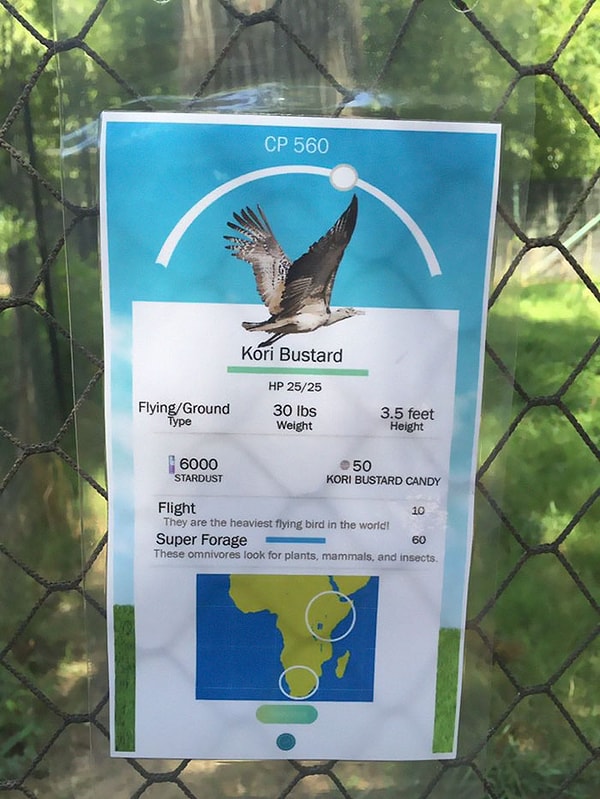 CP 560
Kori Bustard
HP 25/25
Flying/Ground 30 lbs 3.5 feet
Type Weight Height
6000 50
STARDUST KORI BUSTARD CANDY
Flight 10
They are the heaviest flying bird in the world!
Super Forage 60
These omnivores look for plants, mammals, and insects.